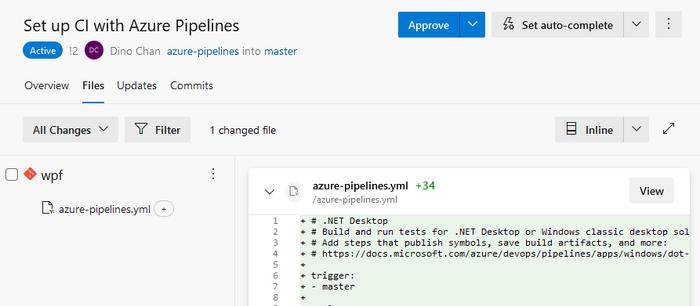 Set up CI with Azure Pipelines
Approve
Set auto-complete
Active
!2
DC
Dino Chan
azure-pipelines into master
Overview
Files
Updates
Commits
All Changes
Filter
1 changed file
Inline
wpf
azure-pipelines.yml +
azure-pipelines.yml +34
/azure-pipelines.yml
View
1 + # .NET Desktop
2 + # Build and run tests for .NET Desktop or Windows classic desktop sol
3 + # Add steps that publish symbols, save build artifacts, and more:
4 + # https://docs.microsoft.com/azure/devops/pipelines/apps/windows/dot-
5 +
6 + trigger:
7 + - master
8 +